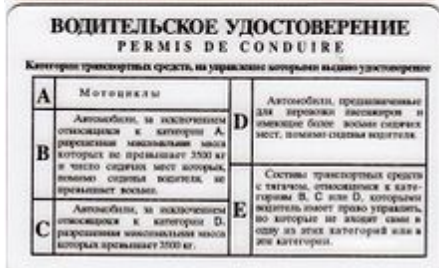 ВОДИТЕЛЬСКОЕ УДОСТОВЕРЕНИЕ
PERMIS DE CONDUIRE
Категории транспортных средств, на управление которыми выдано удостоверение
A
Мотоциклы
B
Автомобили, за исключением
относящихся к категории A,
разрешенная максимальная масса
которых не превышает 3500 кг
и число сидячих мест которых,
помимо сиденья водителя, не
превышает восьми.
C
Автомобили, за исключением
относящихся к категории D,
разрешенная максимальная масса
которых превышает 3500 кг.
D
Автомобили, предназначенные
для перевозки пассажиров и
имеющие более восьми сидячих
мест, помимо сиденья водителя.
E
Составы транспортных средств
с тягачом, относящимся к кате-
гориям B, C или D, которыми
водитель имеет право управлять,
но которые не входят сами в
одну из этих категорий или в
эти категории.